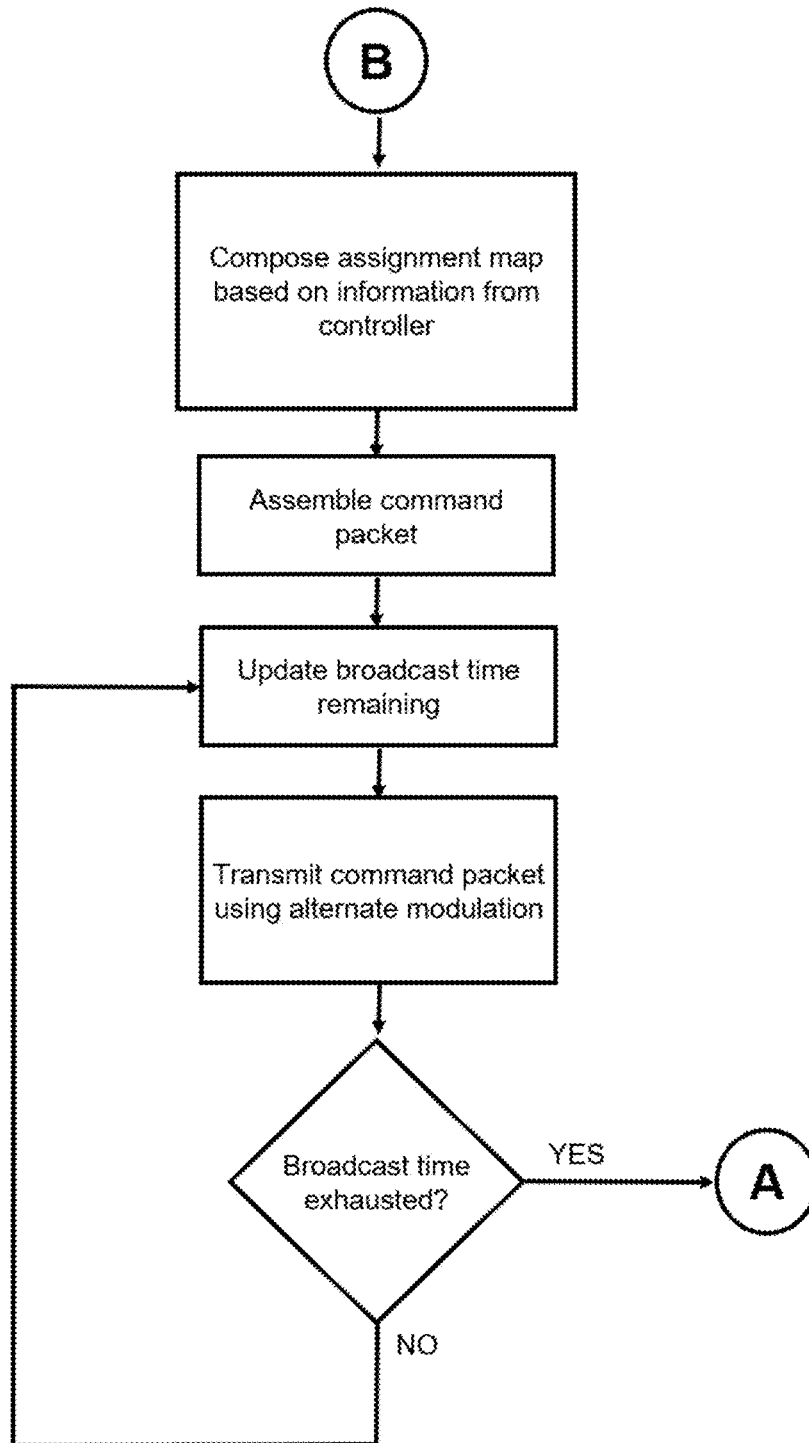 B
Compose assignment map
based on information from
controller
Assemble command
packet
Update broadcast time
remaining
Transmit command packet
using alternate modulation
Broadcast time
exhausted?
YES
A
NO